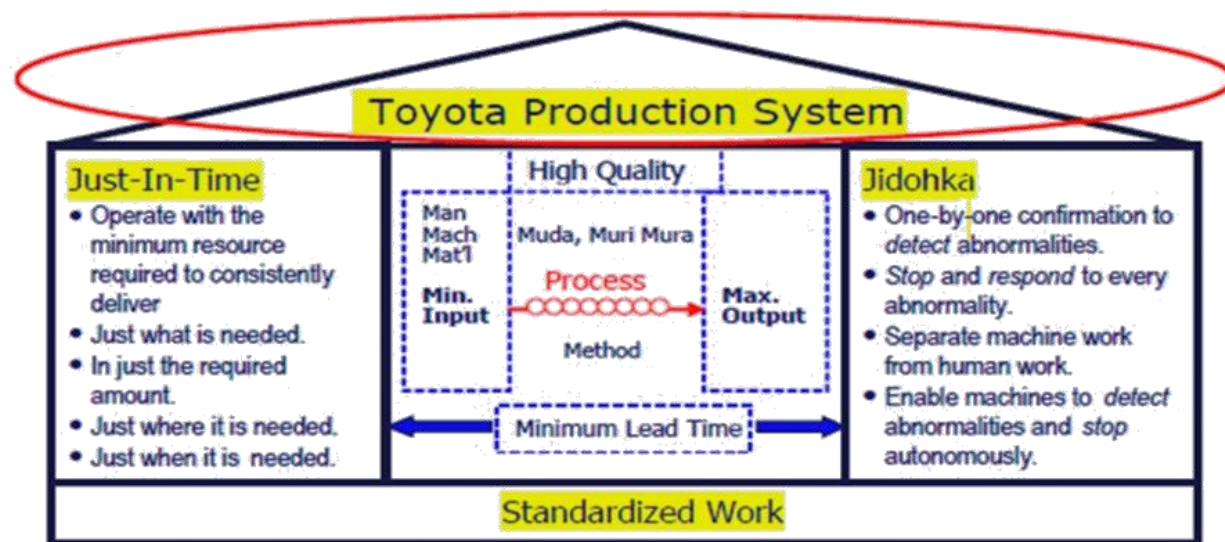 Toyota Production System
Just-In-Time
• Operate with the
minimum resource
required to consistently
deliver
• Just what is needed.
• In just the required
amount.
• Just where it is needed.
• Just when it is needed.
High Quality
Man
Mach
Mat'l
Min.
Input
Muda, Muri Mura
Process
Method
Max.
Output
Minimum Lead Time
Jidohka
• One-by-one confirmation to
detect abnormalities.
• Stop and respond to every
abnormality.
• Separate machine work
from human work.
• Enable machines to detect
abnormalities and stop
autonomously.
Standardized Work